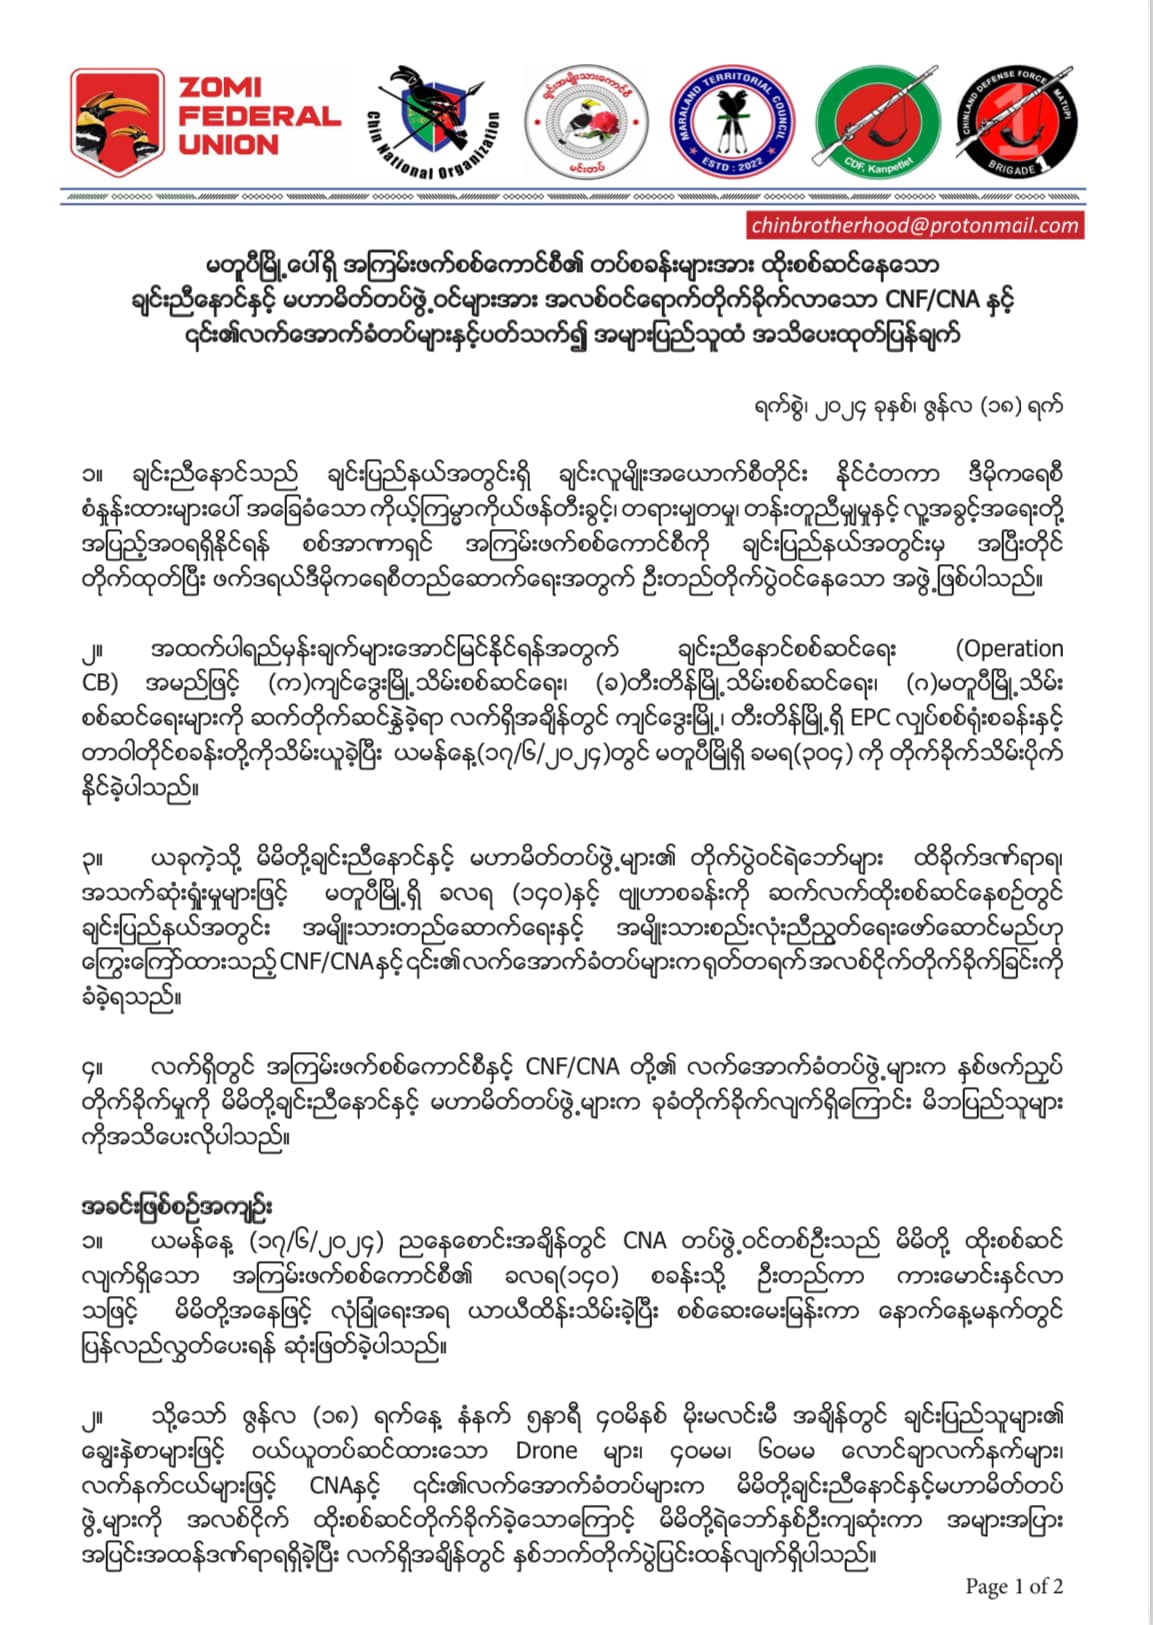 ZOMI
FEDERAL
UNION
Chin National Organization
ချင်းအမျိုးသားကောင်စီ
မင်းတပ်
MARALAND TERRITORIAL COUNCIL
ESTD : 2022
CDF, Kanpetlet
CHINLAND DEFENSE FORCE MATUPI
1
BRIGADE 1
chinbrotherhood@protonmail.com
မတူပီမြို့ပေါ်ရှိ အကြမ်းဖက်စစ်ကောင်စီ၏ တပ်စခန်းများအား ထိုးစစ်ဆင်နေသော
ချင်းညီနောင်နှင့် မဟာမိတ်တပ်ဖွဲ့ဝင်များအား အလစ်ဝင်ရောက်တိုက်ခိုက်လာသော CNF/CNA နှင့်
၎င်း၏လက်အောက်ခံတပ်များနှင့်ပတ်သက်၍ အများပြည်သူထံ အသိပေးထုတ်ပြန်ချက်
ရက်စွဲ၊ ၂၀၂၄ ခုနှစ်၊ ဇွန်လ (၁၈) ရက်
၁။ ချင်းညီနောင်သည် ချင်းပြည်နယ်အတွင်းရှိ ချင်းလူမျိုးအယောက်စီတိုင်း နိုင်ငံတကာ ဒီမိုကရေစီ
စံနှုန်းထားများပေါ် အခြေခံသော ကိုယ့်ကြမ္မာကိုယ်ဖန်တီးခွင့်၊ တရားမျှတမှု၊ တန်းတူညီမျှမှုနှင့် လူ့အခွင့်အရေးတို့
အပြည့်အဝရရှိနိုင်ရန် စစ်အာဏာရှင် အကြမ်းဖက်စစ်ကောင်စီကို ချင်းပြည်နယ်အတွင်းမှ အပြီးတိုင်
တိုက်ထုတ်ပြီး ဖက်ဒရယ်ဒီမိုကရေစီတည်ဆောက်ရေးအတွက် ဦးတည်တိုက်ပွဲဝင်နေသော အဖွဲ့ဖြစ်ပါသည်။
၂။ အထက်ပါရည်မှန်းချက်များအောင်မြင်နိုင်ရန်အတွက် ချင်းညီနောင်စစ်ဆင်ရေး (Operation
CB) အမည်ဖြင့် (က)ကျင်ဒွေးမြို့သိမ်းစစ်ဆင်ရေး၊ (ခ)တီးတိန်မြို့သိမ်းစစ်ဆင်ရေး၊ (ဂ)မတူပီမြို့သိမ်း
စစ်ဆင်ရေးများကို ဆက်တိုက်ဆင်နွှဲခဲ့ရာ လက်ရှိအချိန်တွင် ကျင်ဒွေးမြို့၊ တီးတိန်မြို့ရှိ EPC လျှပ်စစ်ရုံးစခန်းနှင့်
တာဝါတိုင်စခန်းတို့ကိုသိမ်းယူခဲ့ပြီး ယမန်နေ့(၁၇/၆/၂၀၂၄)တွင် မတူပီမြို့ရှိ ခမရ(၃၀၄) ကို တိုက်ခိုက်သိမ်းပိုက်
နိုင်ခဲ့ပါသည်။
၃။ ယခုကဲ့သို့ မိမိတို့ချင်းညီနောင်နှင့် မဟာမိတ်တပ်ဖွဲ့များ၏ တိုက်ပွဲဝင်ရဲဘော်များ ထိခိုက်ဒဏ်ရာရ၊
အသက်ဆုံးရှုံးမှုများဖြင့် မတူပီမြို့ရှိ ခလရ (၁၄၀)နှင့် ဗျူဟာစခန်းကို ဆက်လက်ထိုးစစ်ဆင်နေစဉ်တွင်
ချင်းပြည်နယ်အတွင်း အမျိုးသားတည်ဆောက်ရေးနှင့် အမျိုးသားစည်းလုံးညီညွတ်ရေးဖော်ဆောင်မည်ဟု
ကြွေးကြော်ထားသည့် CNF/CNA နှင့် ၎င်း၏လက်အောက်ခံတပ်များက ရုတ်တရက် အလစ်ငိုက်တိုက်ခိုက်ခြင်းကို
ခံခဲ့ရသည်။
၄။ လက်ရှိတွင် အကြမ်းဖက်စစ်ကောင်စီနှင့် CNF/CNA တို့၏ လက်အောက်ခံတပ်ဖွဲ့များက နှစ်ဖက်ညှပ်
တိုက်ခိုက်မှုကို မိမိတို့ချင်းညီနောင်နှင့် မဟာမိတ်တပ်ဖွဲ့များက ခုခံတိုက်ခိုက်လျက်ရှိကြောင်း မိဘပြည်သူများ
ကိုအသိပေးလိုပါသည်။
အခင်းဖြစ်စဉ်အကျဉ်း
၁။ ယမန်နေ့ (၁၇/၆/၂၀၂၄) ညနေစောင်းအချိန်တွင် CNA တပ်ဖွဲ့ဝင်တစ်ဦးသည် မိမိတို့ ထိုးစစ်ဆင်
လျက်ရှိသော အကြမ်းဖက်စစ်ကောင်စီ၏ ခလရ(၁၄၀) စခန်းသို့ ဦးတည်ကာ ကားမောင်းနှင်လာ
သဖြင့် မိမိတို့အနေဖြင့် လုံခြုံရေးအရ ယာယီထိန်းသိမ်းခဲ့ပြီး စစ်ဆေးမေးမြန်းကာ နောက်နေ့မနက်တွင်
ပြန်လည်လွှတ်ပေးရန် ဆုံးဖြတ်ခဲ့ပါသည်။
၂။ သို့သော် ဇွန်လ (၁၈) ရက်နေ့ နံနက် ၅နာရီ ၄၀မိနစ် မိုးမလင်းမီ အချိန်တွင် ချင်းပြည်သူများ၏
ချွေးနှဲစာများဖြင့် ဝယ်ယူတပ်ဆင်ထားသော Drone များ၊ ၄၀မမ၊ ၆၀မမ လောင်ချာလက်နက်များ၊
လက်နက်ငယ်များဖြင့် CNAနှင့် ၎င်း၏လက်အောက်ခံတပ်များက မိမိတို့ချင်းညီနောင်နှင့်မဟာမိတ်တပ်
ဖွဲ့များကို အလစ်ငိုက် ထိုးစစ်ဆင်တိုက်ခိုက်ခဲ့သောကြောင့် မိမိတို့ရဲဘော်နှစ်ဦးကျဆုံးကာ အများအပြား
အပြင်းအထန်ဒဏ်ရာရရှိခဲ့ပြီး လက်ရှိအချိန်တွင် နှစ်ဘက်တိုက်ပွဲပြင်းထန်လျက်ရှိပါသည်။
Page 1 of 2